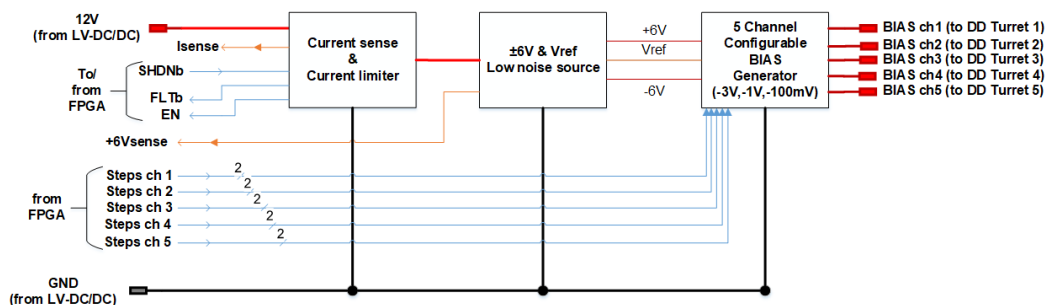 12V
(from LV-DC/DC)
Isense
To/
from
FPGA
SHDNb
FLTb
EN
+6Vsense
Current sense
&
Current limiter
±6V & Vref
Low noise source
+6V
Vref
-6V
5 Channel
Configurable
BIAS
Generator
(-3V,-1V,-100mV)
BIAS ch1 (to DD Turret 1)
BIAS ch2 (to DD Turret 2)
BIAS ch3 (to DD Turret 3)
BIAS ch4 (to DD Turret 4)
BIAS ch5 (to DD Turret 5)
from
FPGA
Steps ch 1
Steps ch 2
Steps ch 3
Steps ch 4
Steps ch 5
2
2
2
2
2
GND
(from LV-DC/DC)